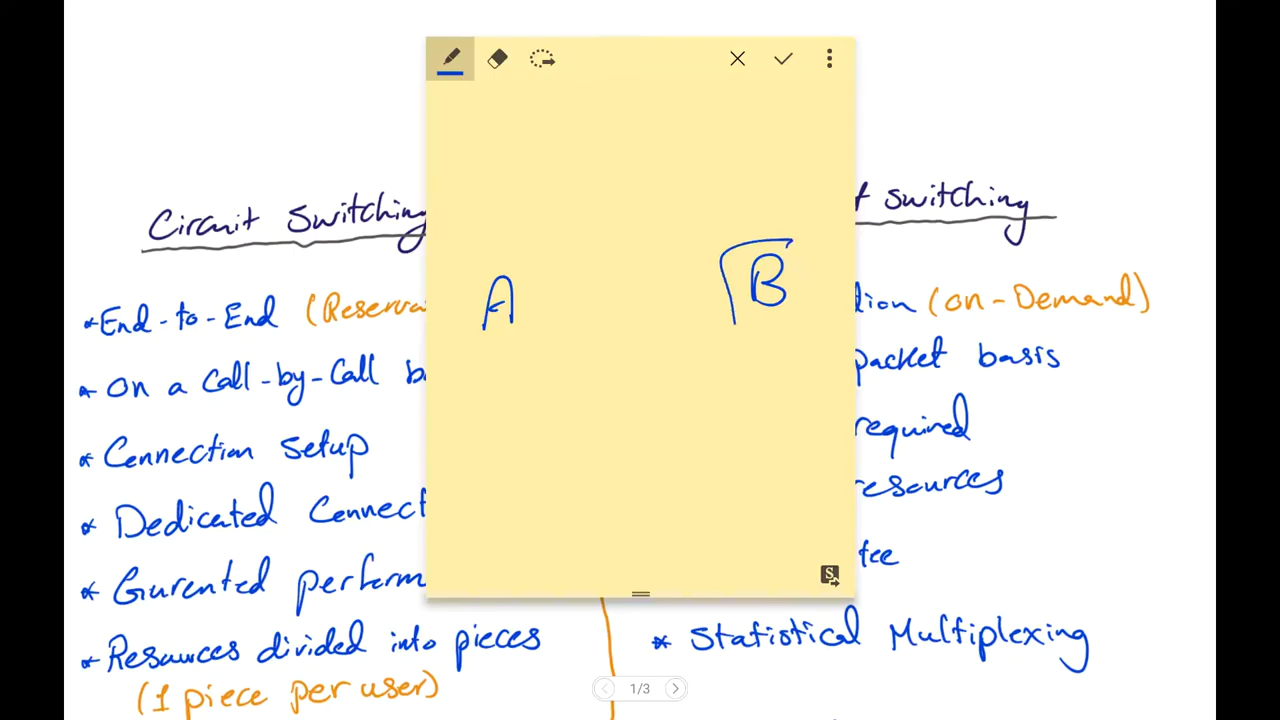 Circuit Switching
t switching
*End-to-End (Reserva
* On a Call-by-Call b
* Connection setup
* Dedicated Connect
* Gurented perform
* Resources divided into pieces
(1 piece per user)
A
B
tion (on-Demand)
packet basis
required
resources
tee
* Statistical Multiplexing
1/3